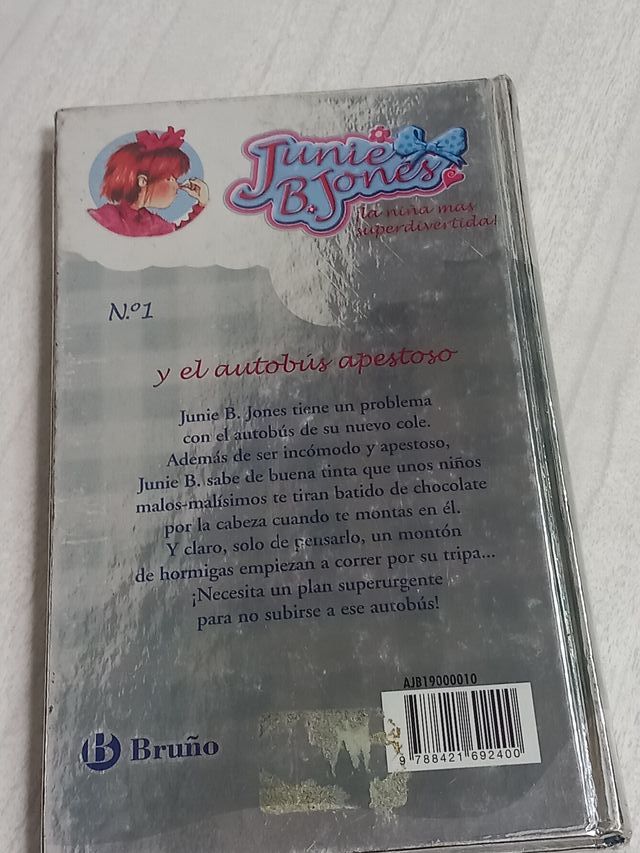 Junie
B. Jones
¡la niña mas
superdivertida!
N.º 1
y el autobús apestoso
Junie B. Jones tiene un problema
con el autobús de su nuevo cole.
Además de ser incómodo y apestoso,
Junie B. sabe de buena tinta que unos niños
malos-malísimos te tiran batido de chocolate
por la cabeza cuando te montas en él.
Y claro, solo de pensarlo, un montón
de hormigas empiezan a correr por su tripa...
¡Necesita un plan superurgente
para no subirse a ese autobús!
AJB19000010
B Bruño
9 788421 692400